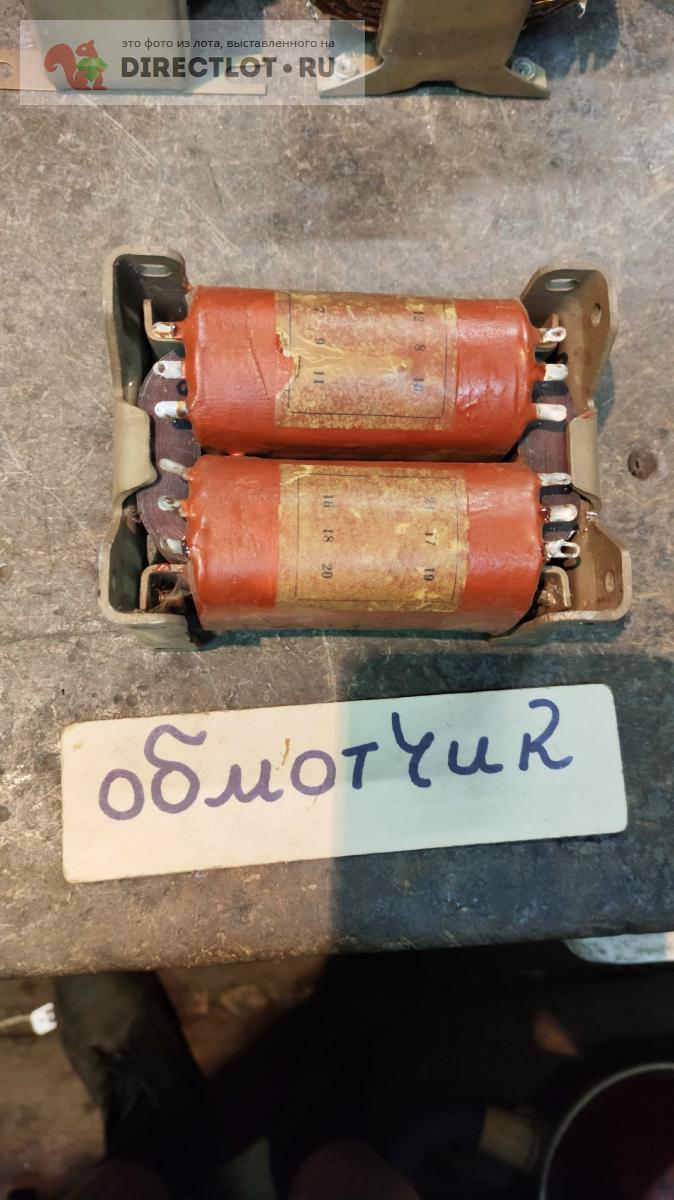 это фото из лота, выставленного на
DIRECTLOT•RU
7 9 11
12 8 10
16 18 20
21 17 19
обмотчик